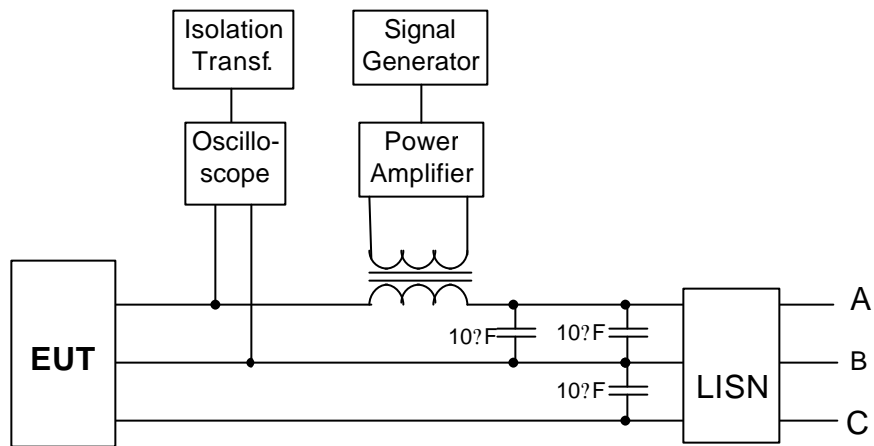 Isolation
Transf.
Signal
Generator
Oscillo-
scope
Power
Amplifier
A
10?F
10?F
EUT
B
LISN
10?F
C